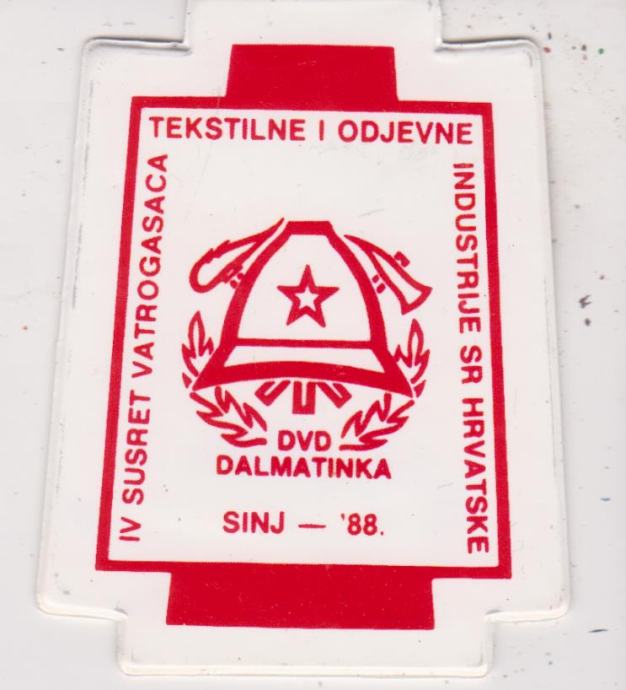 IV SUSRET VATROGASACA
TEKSTILNE I ODJEVNE
INDUSTRIJE SR HRVATSKE
DVD
DALMATINKA
SINJ — '88.